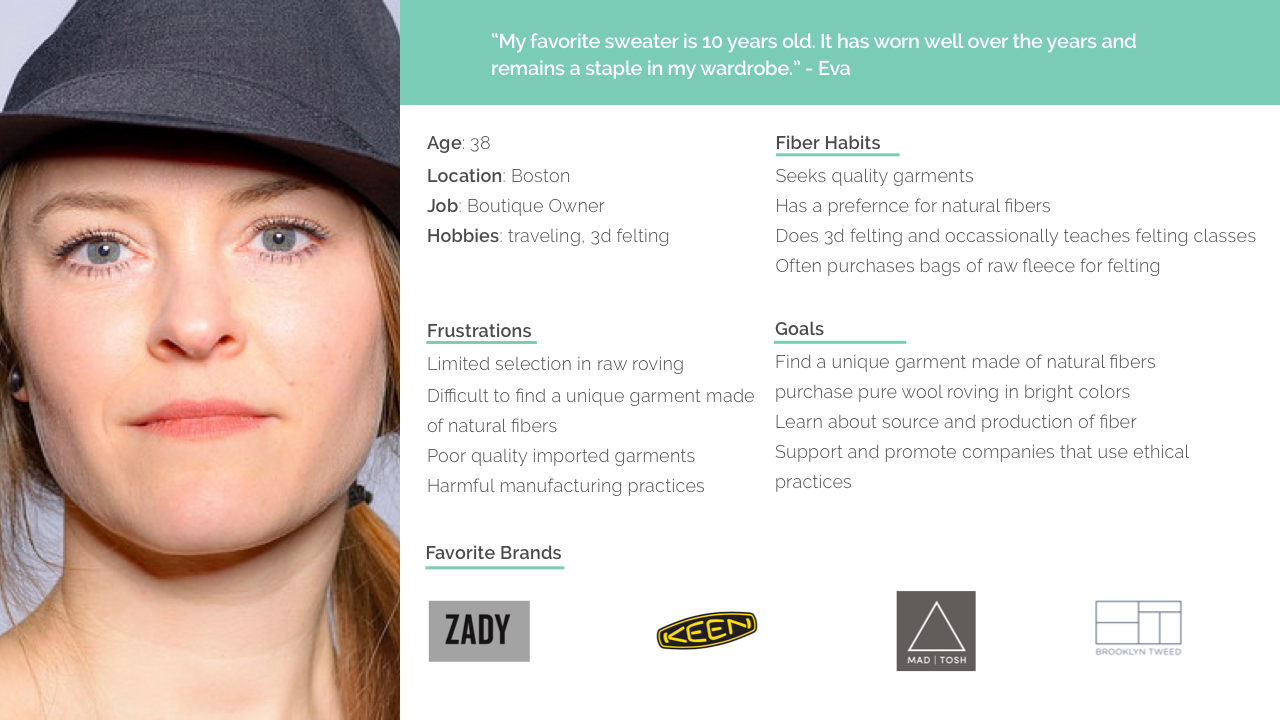 “My favorite sweater is 10 years old. It has worn well over the years and
remains a staple in my wardrobe.” - Eva
Age: 38
Location: Boston
Job: Boutique Owner
Hobbies: traveling, 3d felting
Fiber Habits
Seeks quality garments
Has a prefernce for natural fibers
Does 3d felting and occassionally teaches felting classes
Often purchases bags of raw fleece for felting
Frustrations
Limited selection in raw roving
Difficult to find a unique garment made
of natural fibers
Poor quality imported garments
Harmful manufacturing practices
Goals
Find a unique garment made of natural fibers
purchase pure wool roving in bright colors
Learn about source and production of fiber
Support and promote companies that use ethical
practices
Favorite Brands
ZADY
KEEN
MAD | TOSH
BROOKLYN TWEED